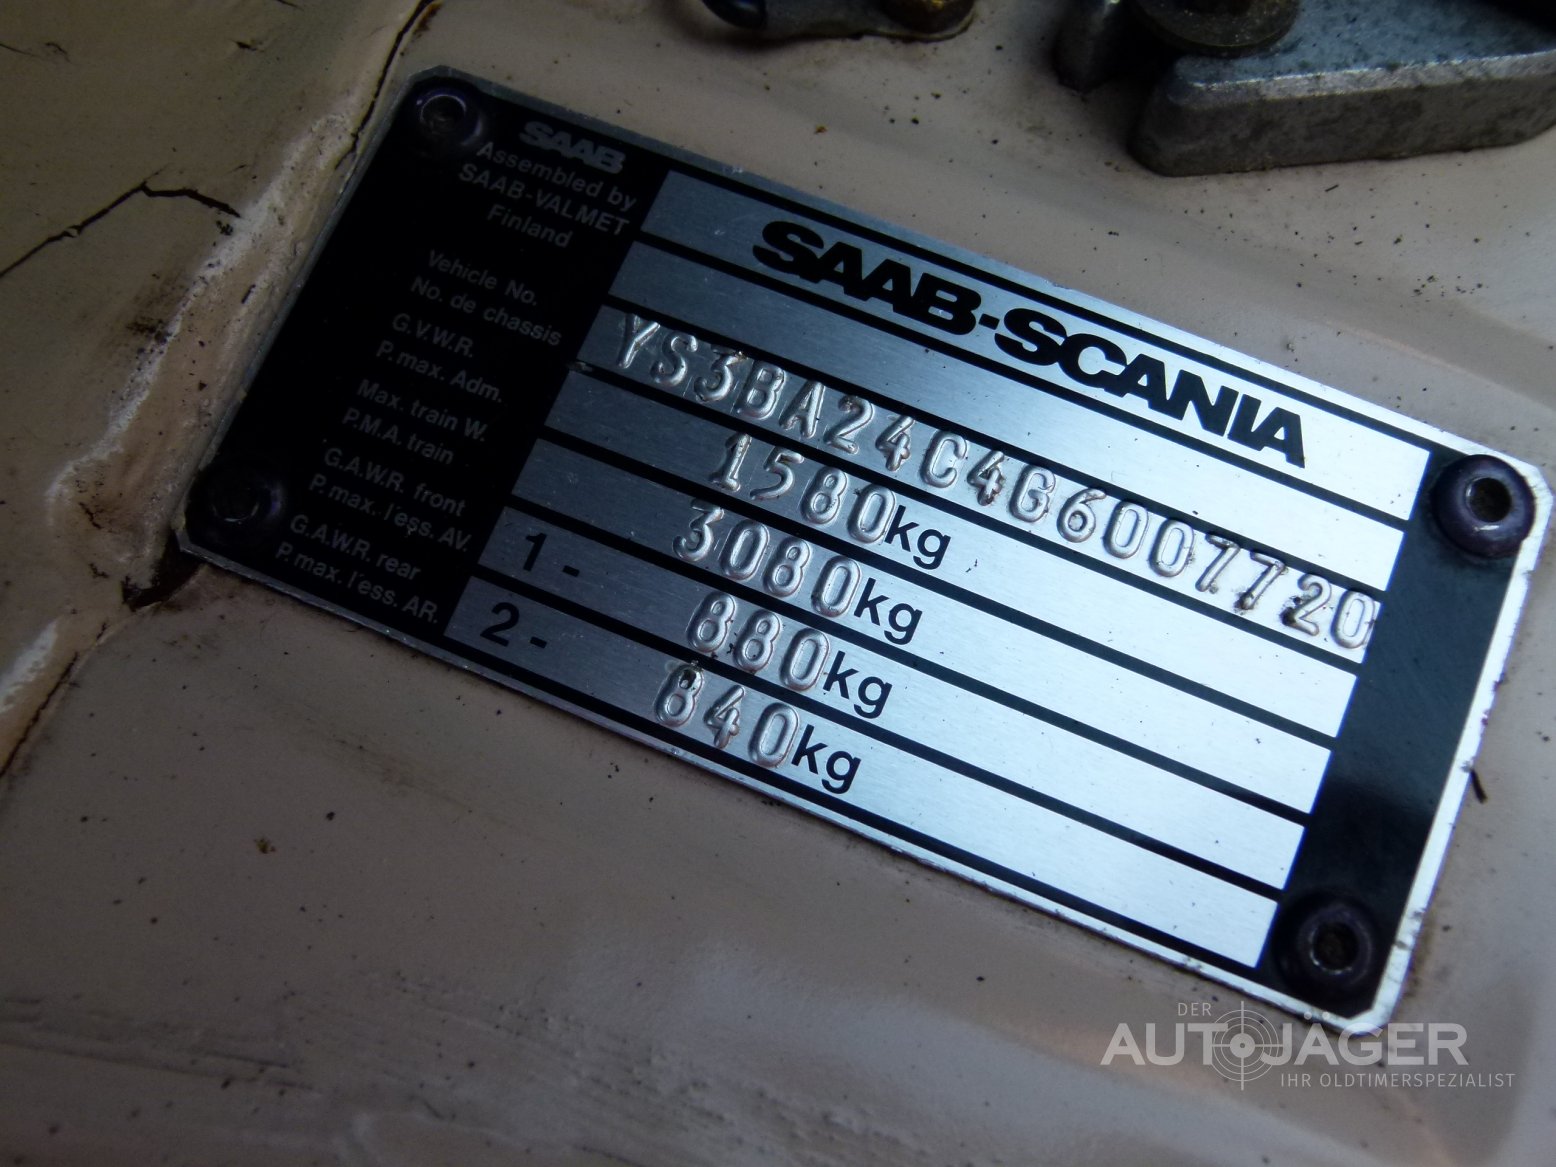 SAAB
Assembled by
SAAB-VALMET
Finland
SAAB-SCANIA
Vehicle No.
No. de chassis
YS3BA24C4G6007720
G.V.W.R.
P. max. Adm.
1580kg
Max. train W.
P.M.A. train
3080kg
G.A.W.R. front
P. max. l'ess. AV.
1 - 880kg
G.A.W.R. rear
P. max. l'ess. AR.
2 - 840kg
DER
AUTOJÄGER
IHR OLDTIMERSPEZIALIST